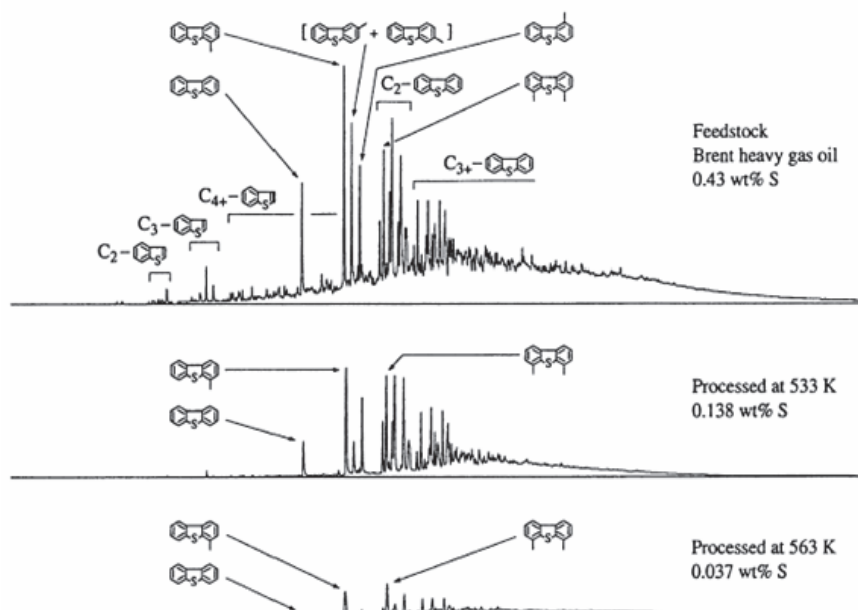 [ + ]
C₂–
C₃₊–
C₄₊–
C₃–
C₂–
Feedstock
Brent heavy gas oil
0.43 wt% S
Processed at 533 K
0.138 wt% S
Processed at 563 K
0.037 wt% S